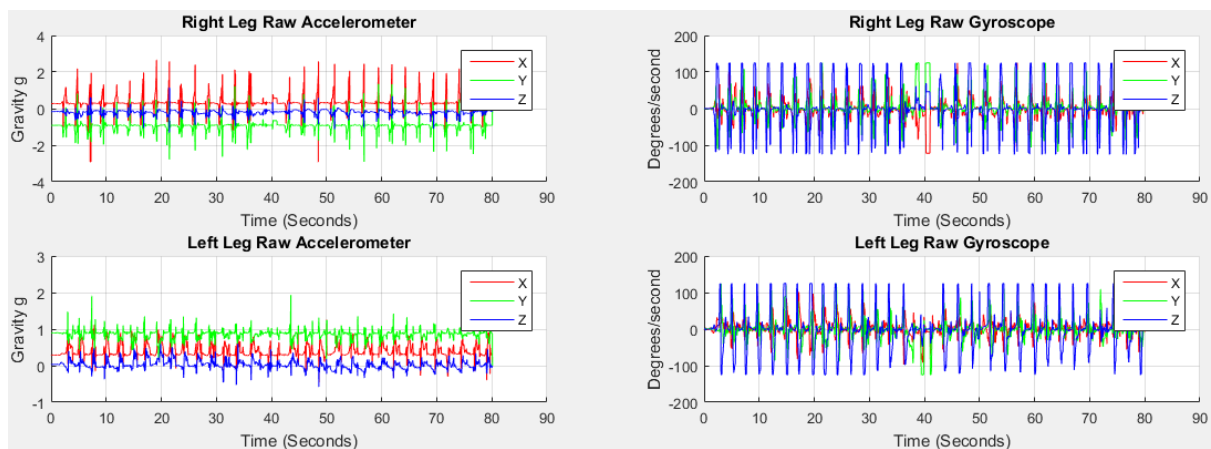 Right Leg Raw Accelerometer
Gravity g
4
2
0
-2
-4
X
Y
Z
0 10 20 30 40 50 60 70 80 90
Time (Seconds)
Right Leg Raw Gyroscope
Degrees/second
200
100
0
-100
-200
X
Y
Z
0 10 20 30 40 50 60 70 80 90
Time (Seconds)
Left Leg Raw Accelerometer
Gravity g
3
2
1
0
-1
X
Y
Z
0 10 20 30 40 50 60 70 80 90
Time (Seconds)
Left Leg Raw Gyroscope
Degrees/second
200
100
0
-100
-200
X
Y
Z
0 10 20 30 40 50 60 70 80 90
Time (Seconds)